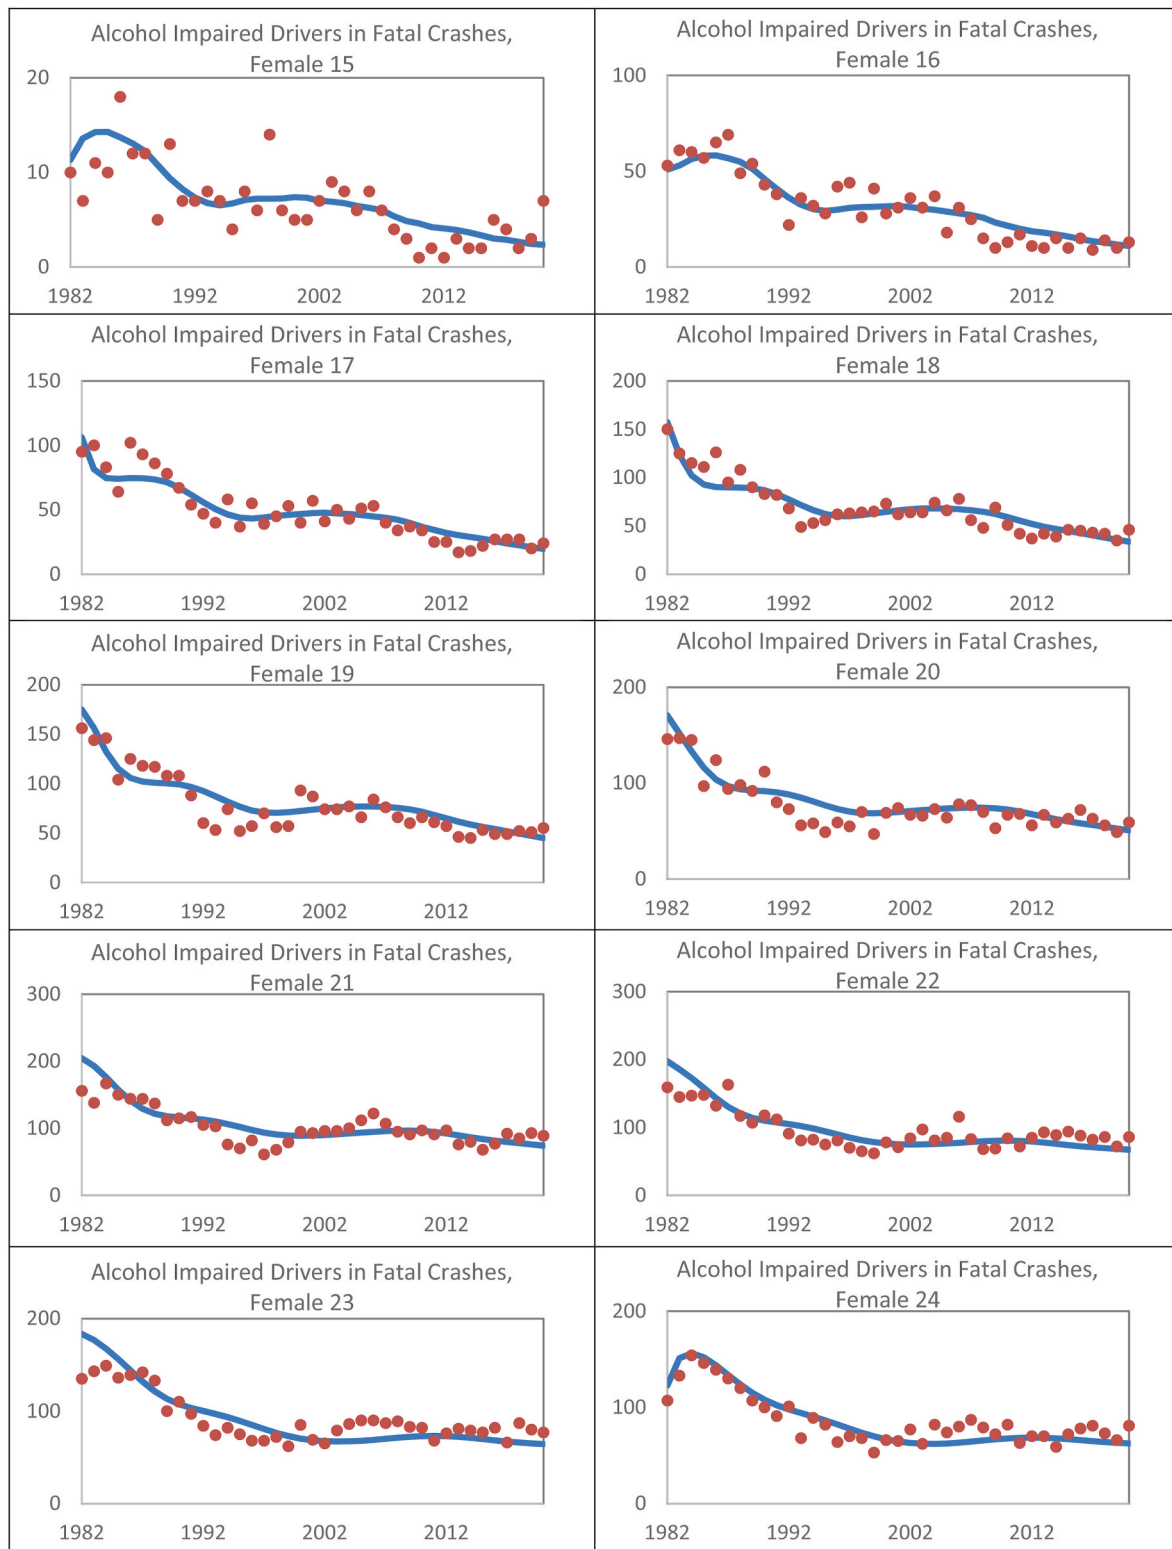 Alcohol Impaired Drivers in Fatal Crashes,
Female 15
20
10
0
1982 1992 2002 2012
Alcohol Impaired Drivers in Fatal Crashes,
Female 16
100
50
0
1982 1992 2002 2012
Alcohol Impaired Drivers in Fatal Crashes,
Female 17
150
100
50
0
1982 1992 2002 2012
Alcohol Impaired Drivers in Fatal Crashes,
Female 18
200
150
100
50
0
1982 1992 2002 2012
Alcohol Impaired Drivers in Fatal Crashes,
Female 19
200
150
100
50
0
1982 1992 2002 2012
Alcohol Impaired Drivers in Fatal Crashes,
Female 20
200
100
0
1982 1992 2002 2012
Alcohol Impaired Drivers in Fatal Crashes,
Female 21
300
200
100
0
1982 1992 2002 2012
Alcohol Impaired Drivers in Fatal Crashes,
Female 22
300
200
100
0
1982 1992 2002 2012
Alcohol Impaired Drivers in Fatal Crashes,
Female 23
200
100
0
1982 1992 2002 2012
Alcohol Impaired Drivers in Fatal Crashes,
Female 24
200
100
0
1982 1992 2002 2012